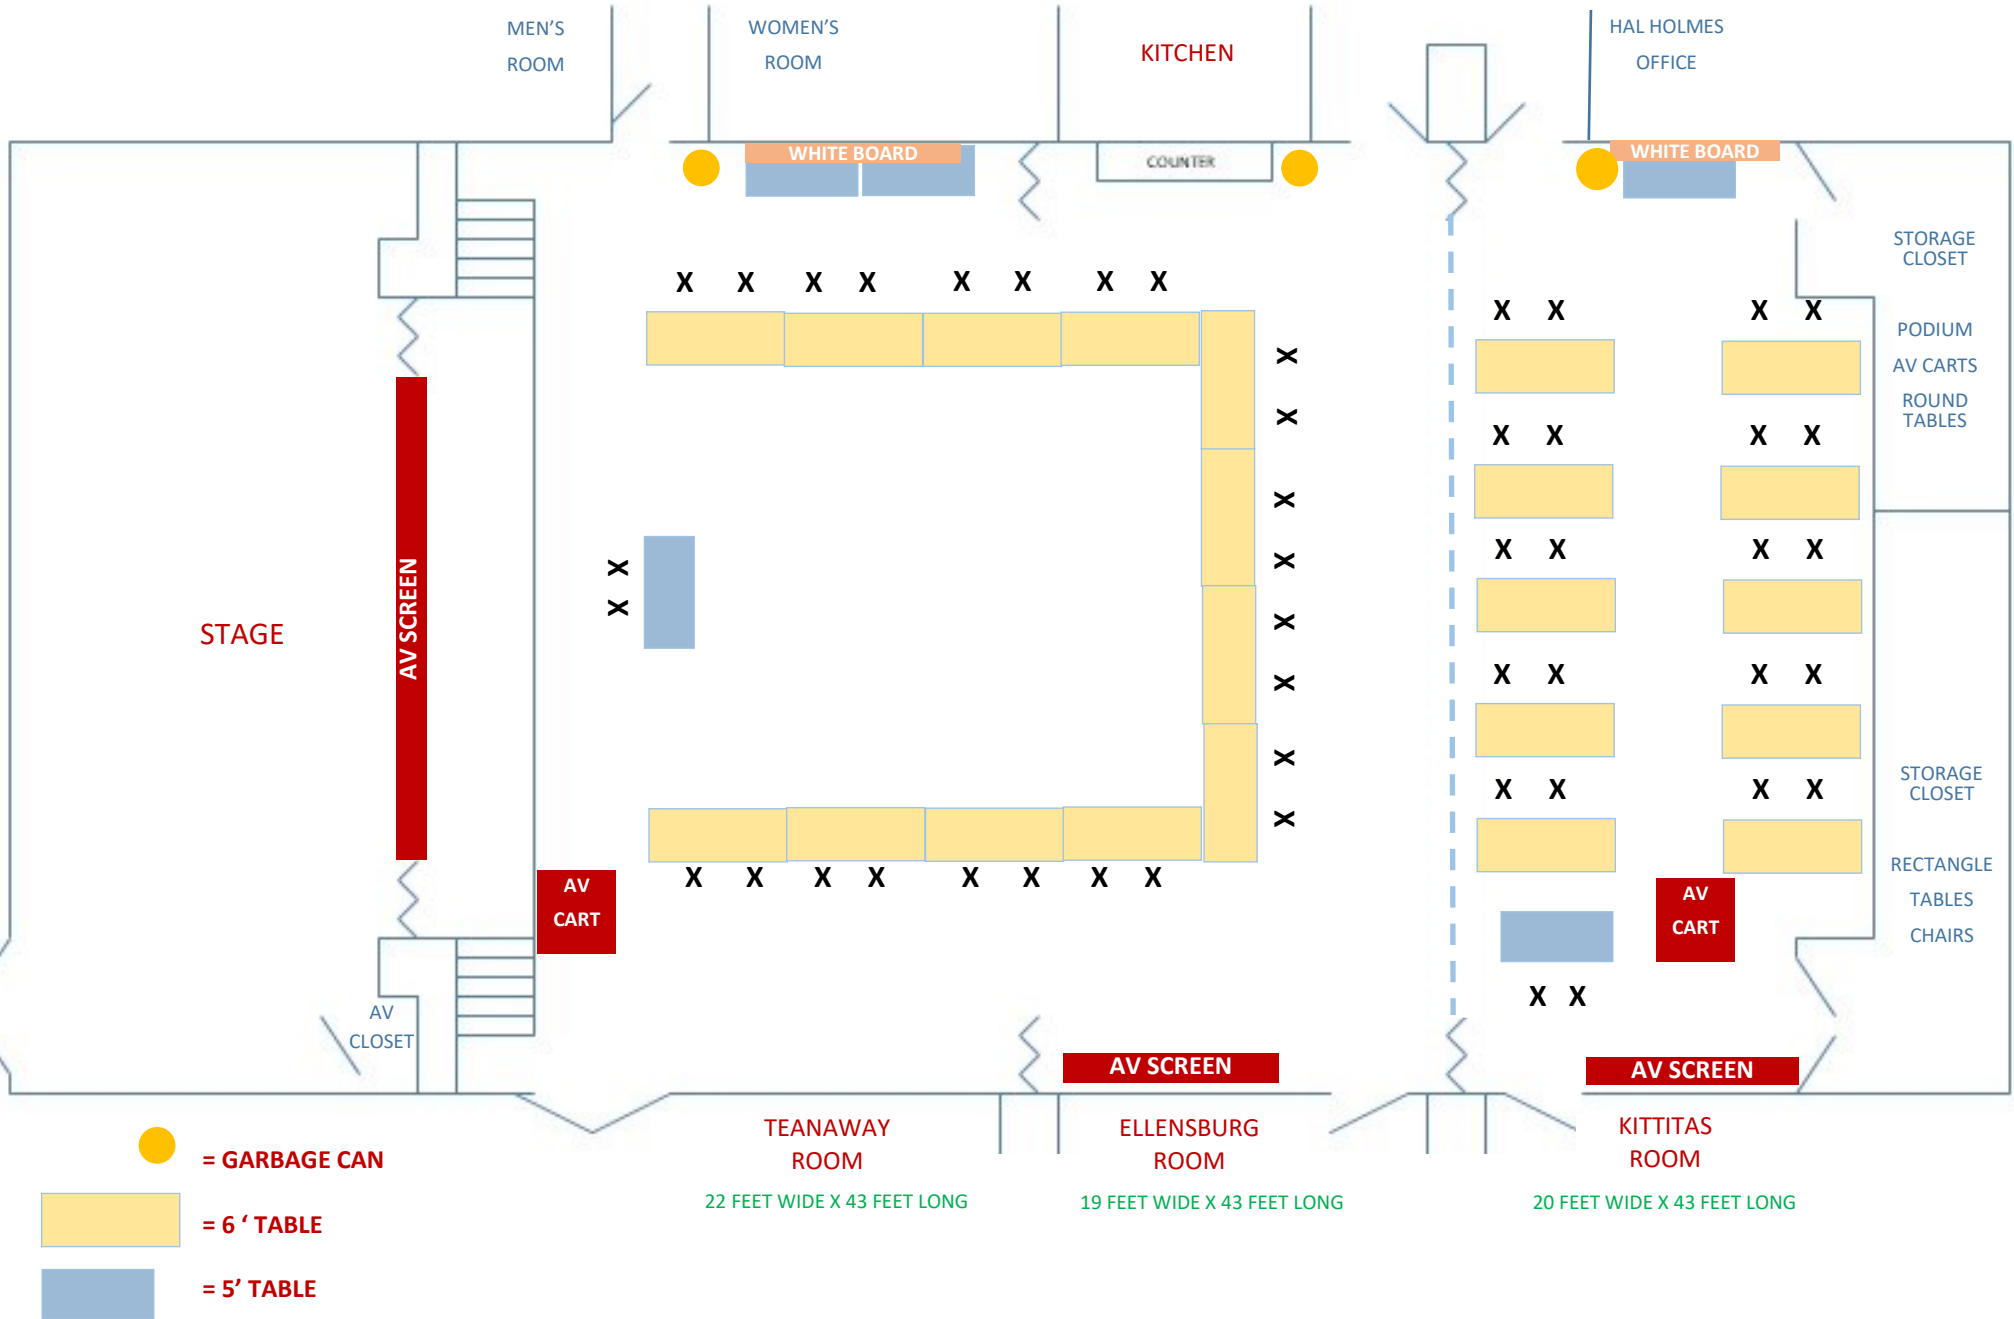 MEN'S
ROOM
WOMEN'S
ROOM
KITCHEN
HAL HOLMES
OFFICE
WHITE BOARD
COUNTER
WHITE BOARD
STORAGE
CLOSET
PODIUM
AV CARTS
ROUND
TABLES
X X X X X X X X
X
X
X
X
X
X
X
X
X X X X X X X X
X
X
X X X X
X X X X
X X X X
X X X X
X X X X
X X
STAGE
AV SCREEN
AV
CART
AV
CART
STORAGE
CLOSET
RECTANGLE
TABLES
CHAIRS
AV
CLOSET
AV SCREEN
AV SCREEN
TEANAWAY
ROOM
22 FEET WIDE X 43 FEET LONG
ELLENSBURG
ROOM
19 FEET WIDE X 43 FEET LONG
KITTITAS
ROOM
20 FEET WIDE X 43 FEET LONG
= GARBAGE CAN
= 6 ‘ TABLE
= 5’ TABLE